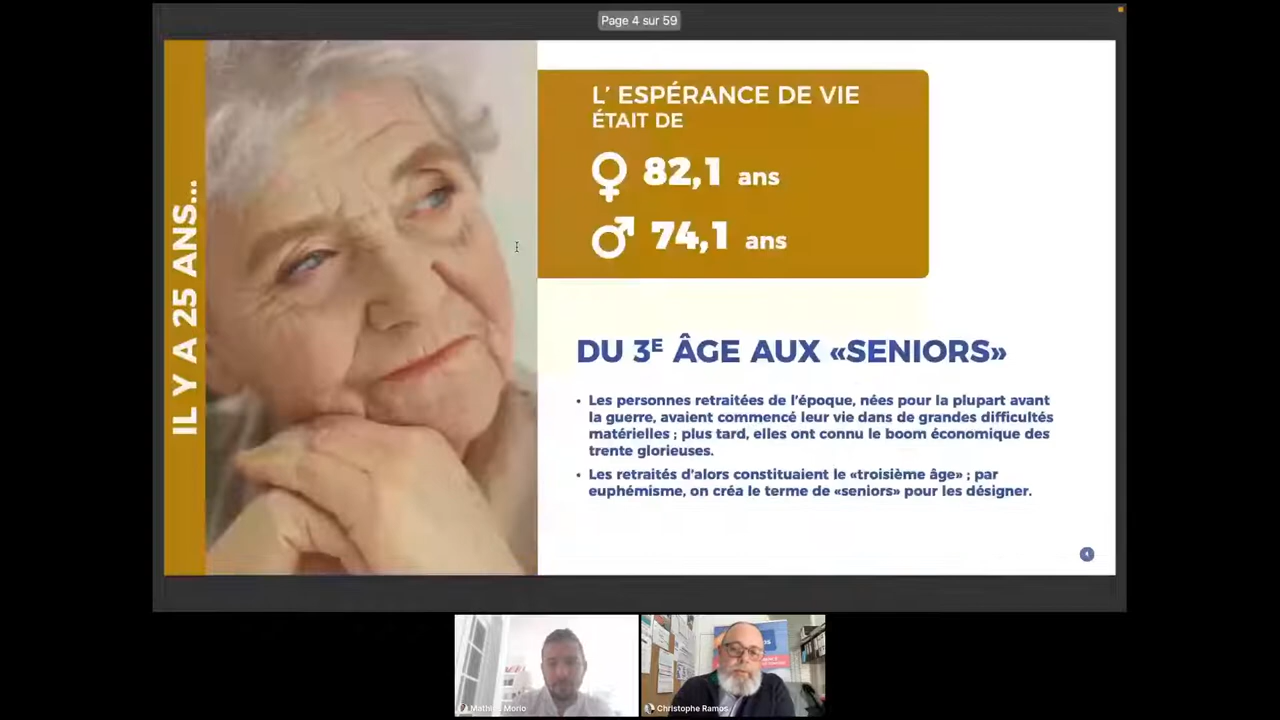 Page 4 sur 59
IL Y A 25 ANS...
L' ESPÉRANCE DE VIE
ÉTAIT DE
82,1 ans
74,1 ans
DU 3E ÂGE AUX «SENIORS»
• Les personnes retraitées de l'époque, nées pour la plupart avant
la guerre, avaient commencé leur vie dans de grandes difficultés
matérielles ; plus tard, elles ont connu le boom économique des
trente glorieuses.
• Les retraités d'alors constituaient le «troisième âge» ; par
euphémisme, on créa le terme de «seniors» pour les désigner.
4
Morio
Christophe Ramos